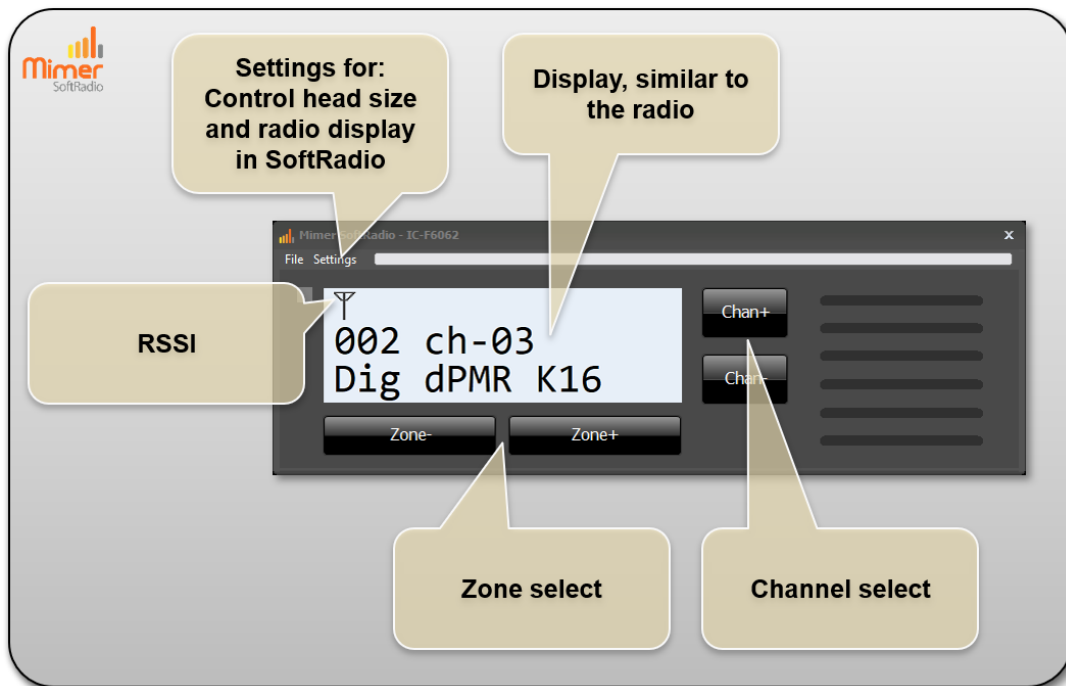 Mimer
SoftRadio
Settings for:
Control head size
and radio display
in SoftRadio
Display, similar to
the radio
Mimer SoftRadio - IC-F6062
x
File Settings
RSSI
002 ch-03
Dig dPMR K16
Chan+
Chan-
Zone- Zone+
Zone select
Channel select